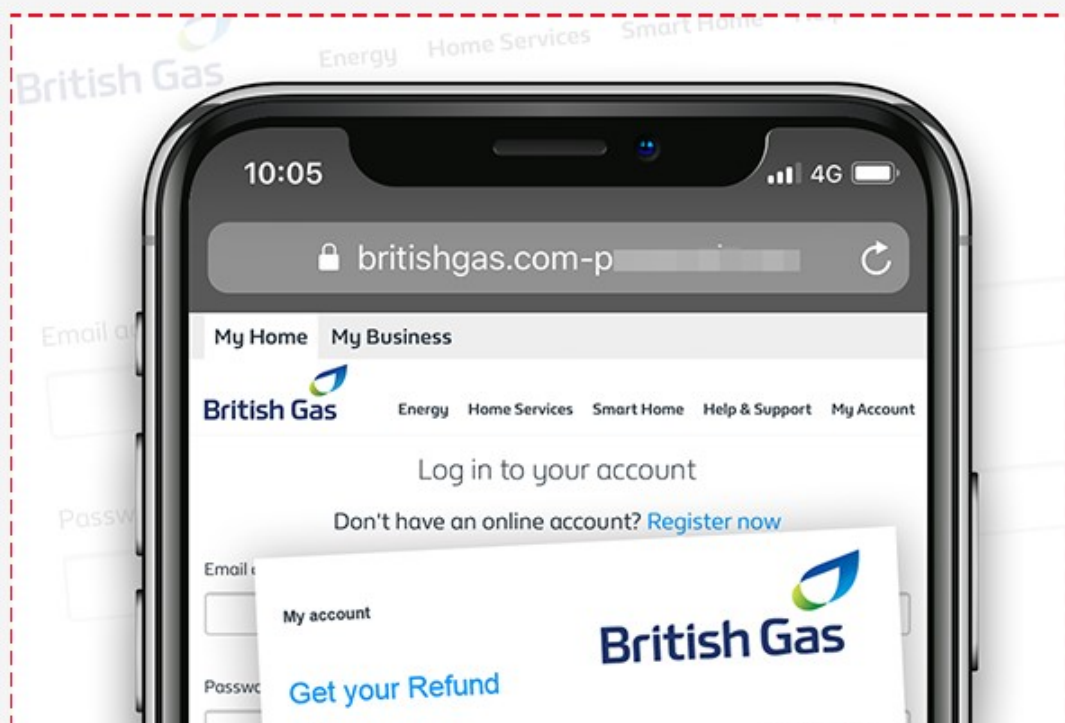 British Gas Energy Home Services Smart Home
10:05 4G
britishgas.com-p
My Home My Business
British Gas Energy Home Services Smart Home Help & Support My Account
Log in to your account
Don't have an online account? Register now
Email
My account
British Gas
Get your Refund